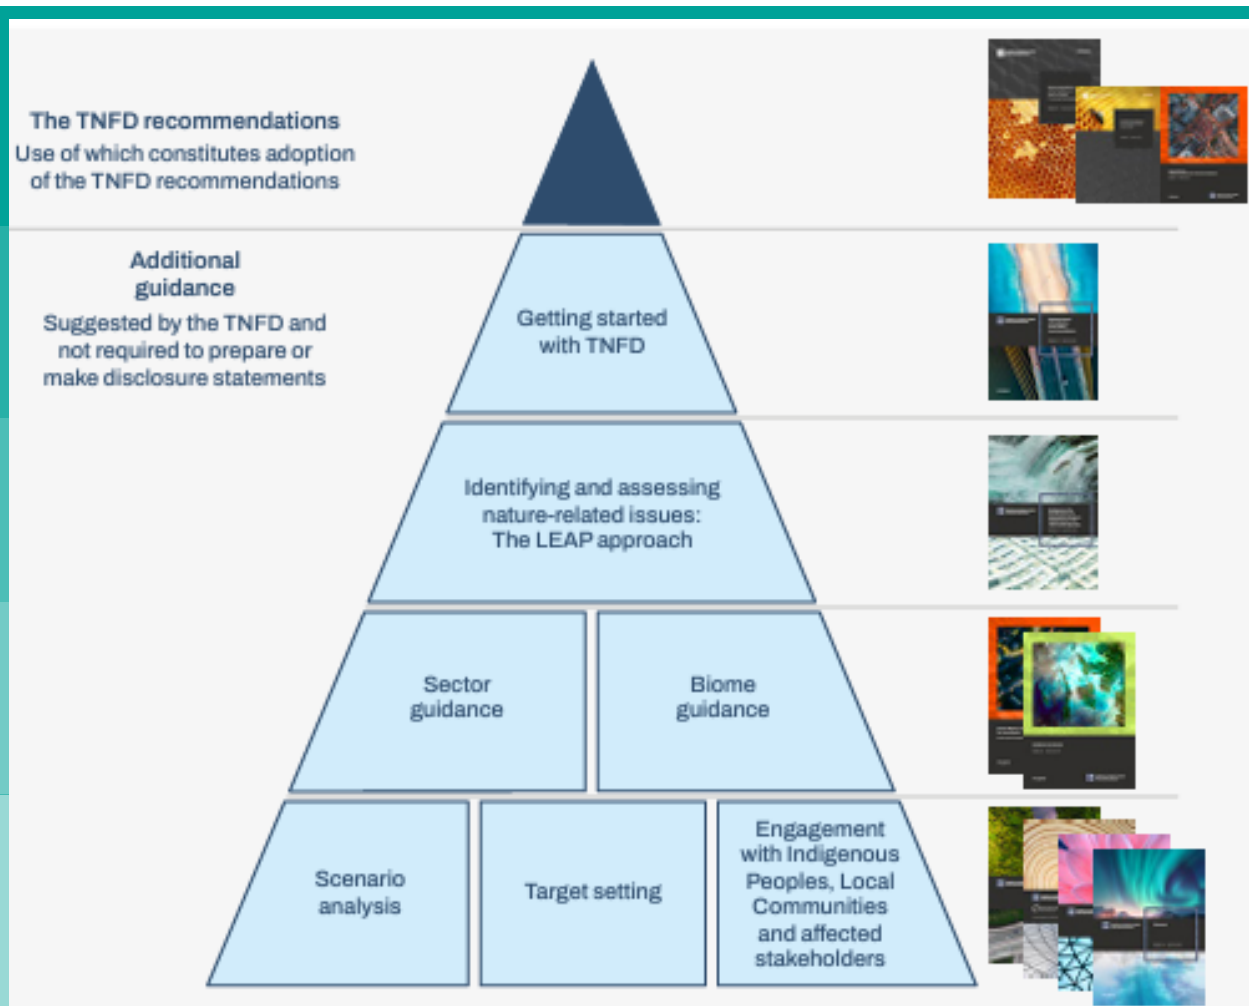 The TNFD recommendations
Use of which constitutes adoption
of the TNFD recommendations
Additional
guidance
Suggested by the TNFD and
not required to prepare or
make disclosure statements
Getting started
with TNFD
Identifying and assessing
nature-related issues:
The LEAP approach
Sector
guidance
Biome
guidance
Scenario
analysis
Target setting
Engagement
with Indigenous
Peoples, Local
Communities
and affected
stakeholders